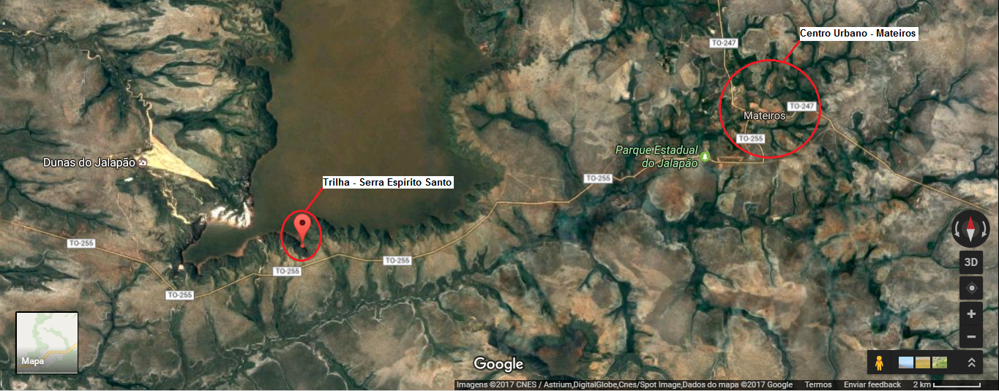 Centro Urbano - Mateiros
TO-247
TO-247
Mateiros
TO-255
Parque Estadual
do Jalapão
Dunas do Jalapão
TO-255
Trilha - Serra Espírito Santo
TO-255
TO-255
TO-255
TO-255
3D
+
−
Mapa
Google
Imagens ©2017 CNES / Astrium,DigitalGlobe,Cnes/Spot Image,Dados do mapa ©2017 Google Termos Enviar feedback 2 km